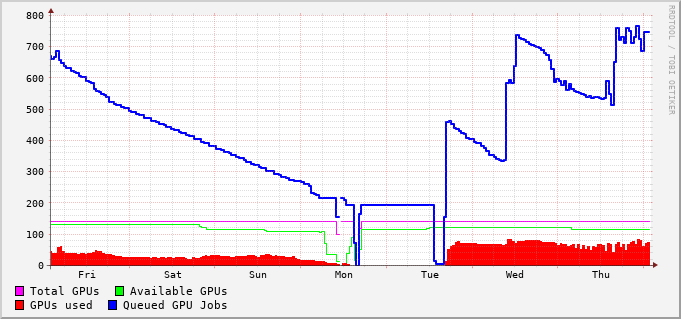 800
700
600
500
400
300
200
100
0
Fri Sat Sun Mon Tue Wed Thu
Total GPUs Available GPUs
GPUs used Queued GPU Jobs
RRDTOOL / TOBI OETIKER